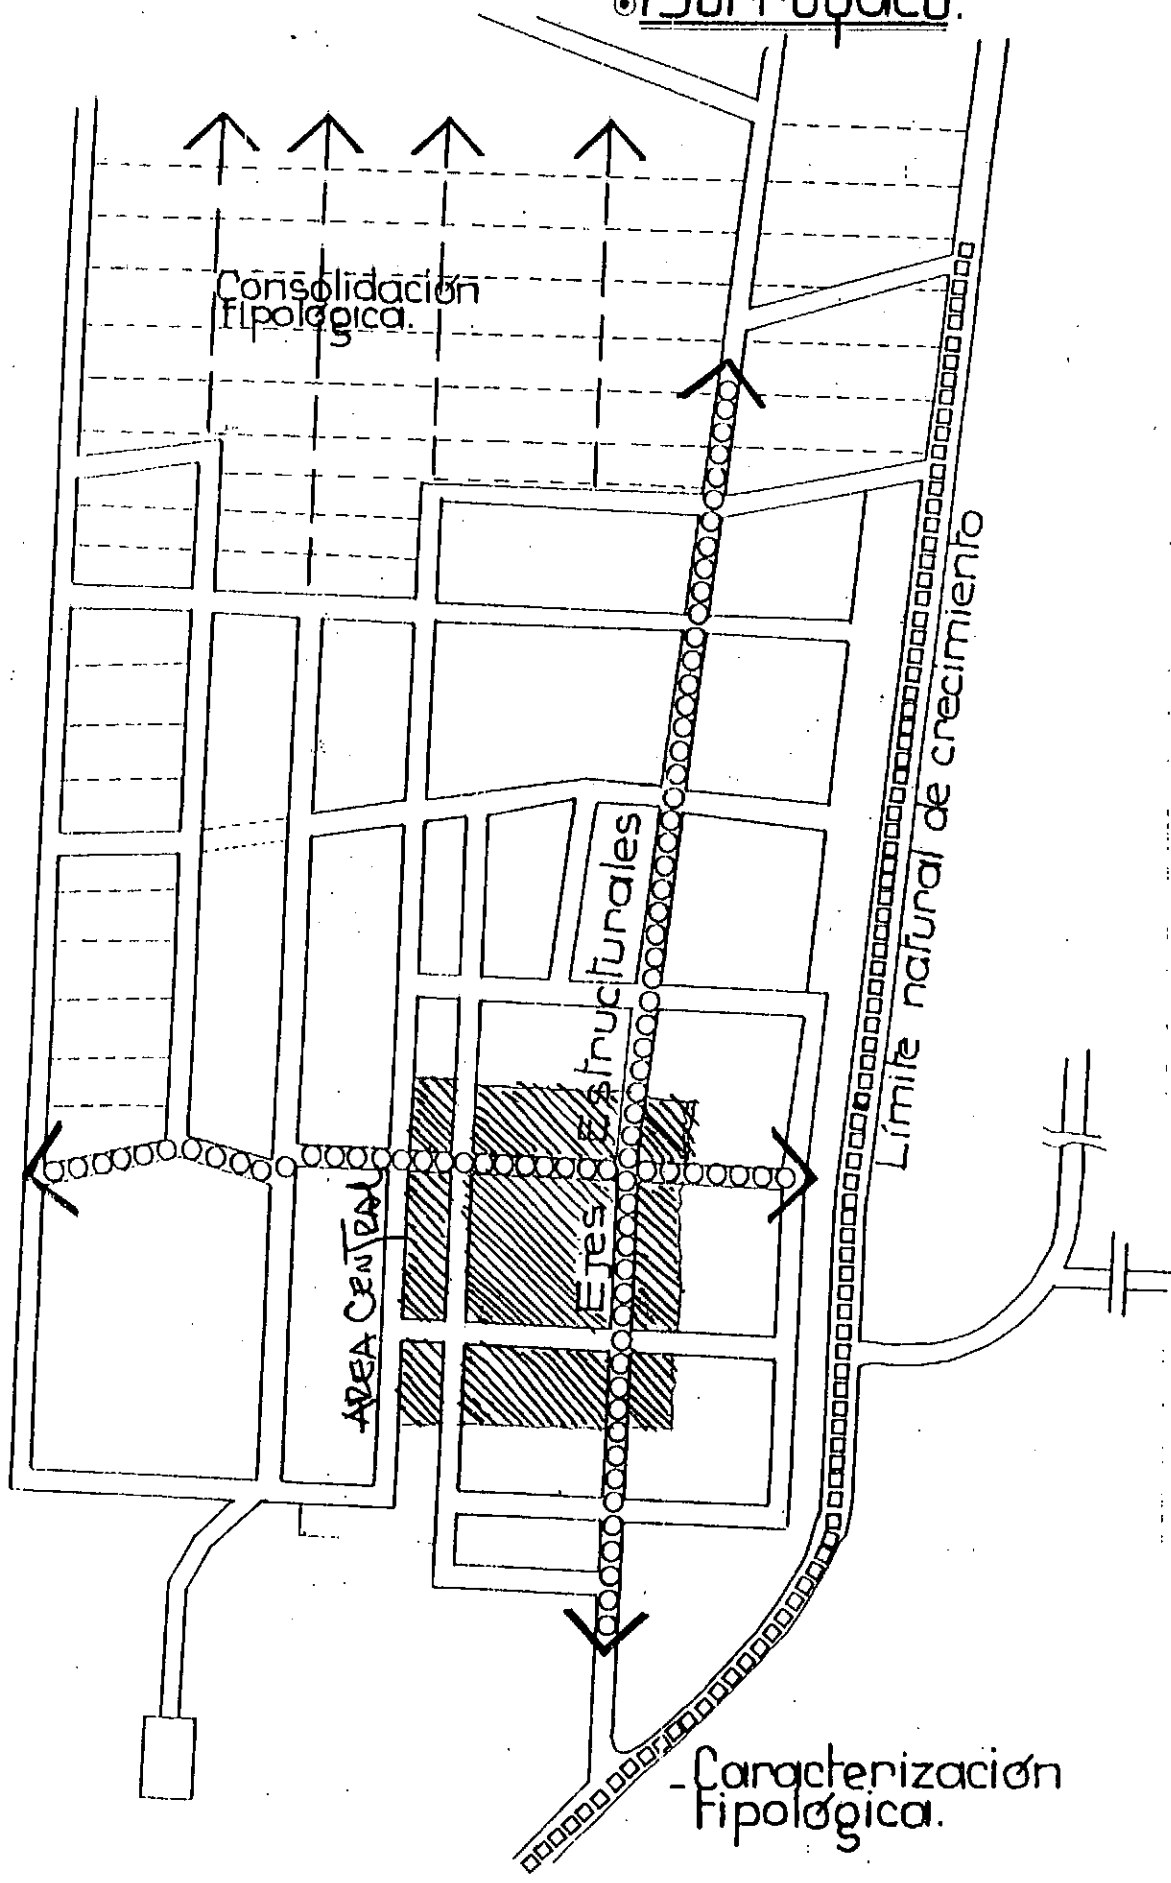 Consolidación
tipológica.
Límite natural de crecimiento
Ejes Estructurales
AREA CENTRAL
-Caracterización
tipológica.